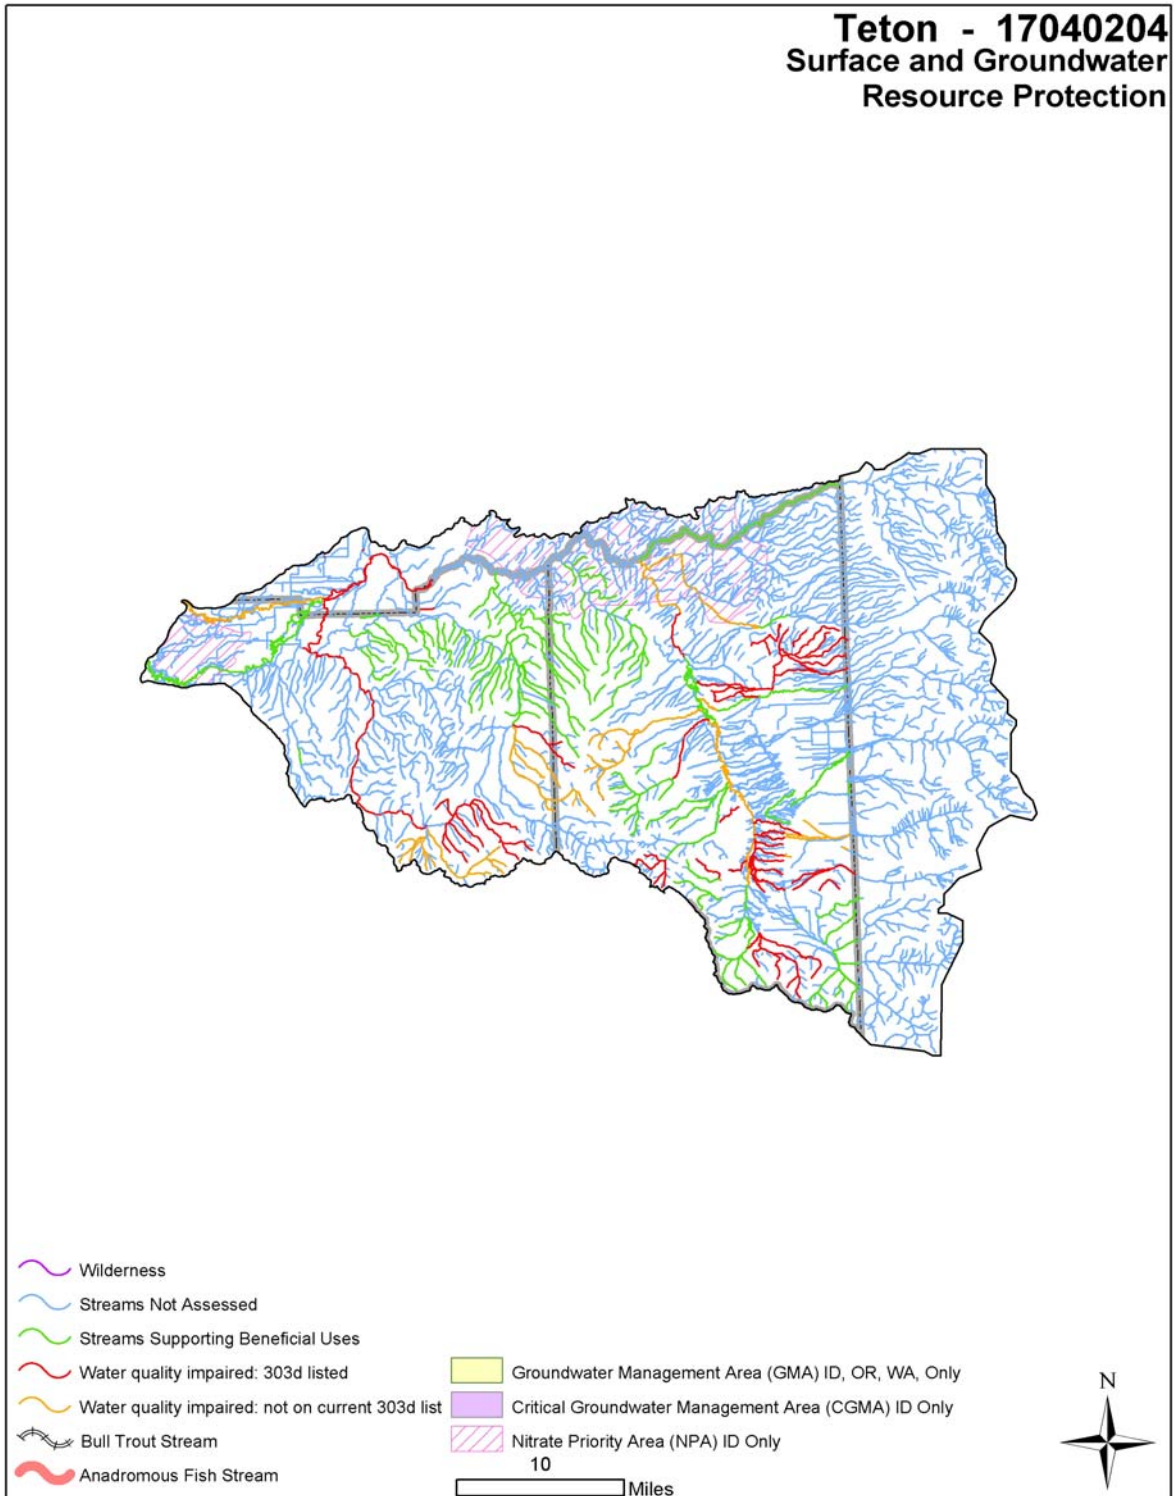 Teton - 17040204
Surface and Groundwater
Resource Protection
Wilderness
Streams Not Assessed
Streams Supporting Beneficial Uses
Water quality impaired: 303d listed
Water quality impaired: not on current 303d list
Bull Trout Stream
Anadromous Fish Stream
Groundwater Management Area (GMA) ID, OR, WA, Only
Critical Groundwater Management Area (CGMA) ID Only
Nitrate Priority Area (NPA) ID Only
10
Miles
N